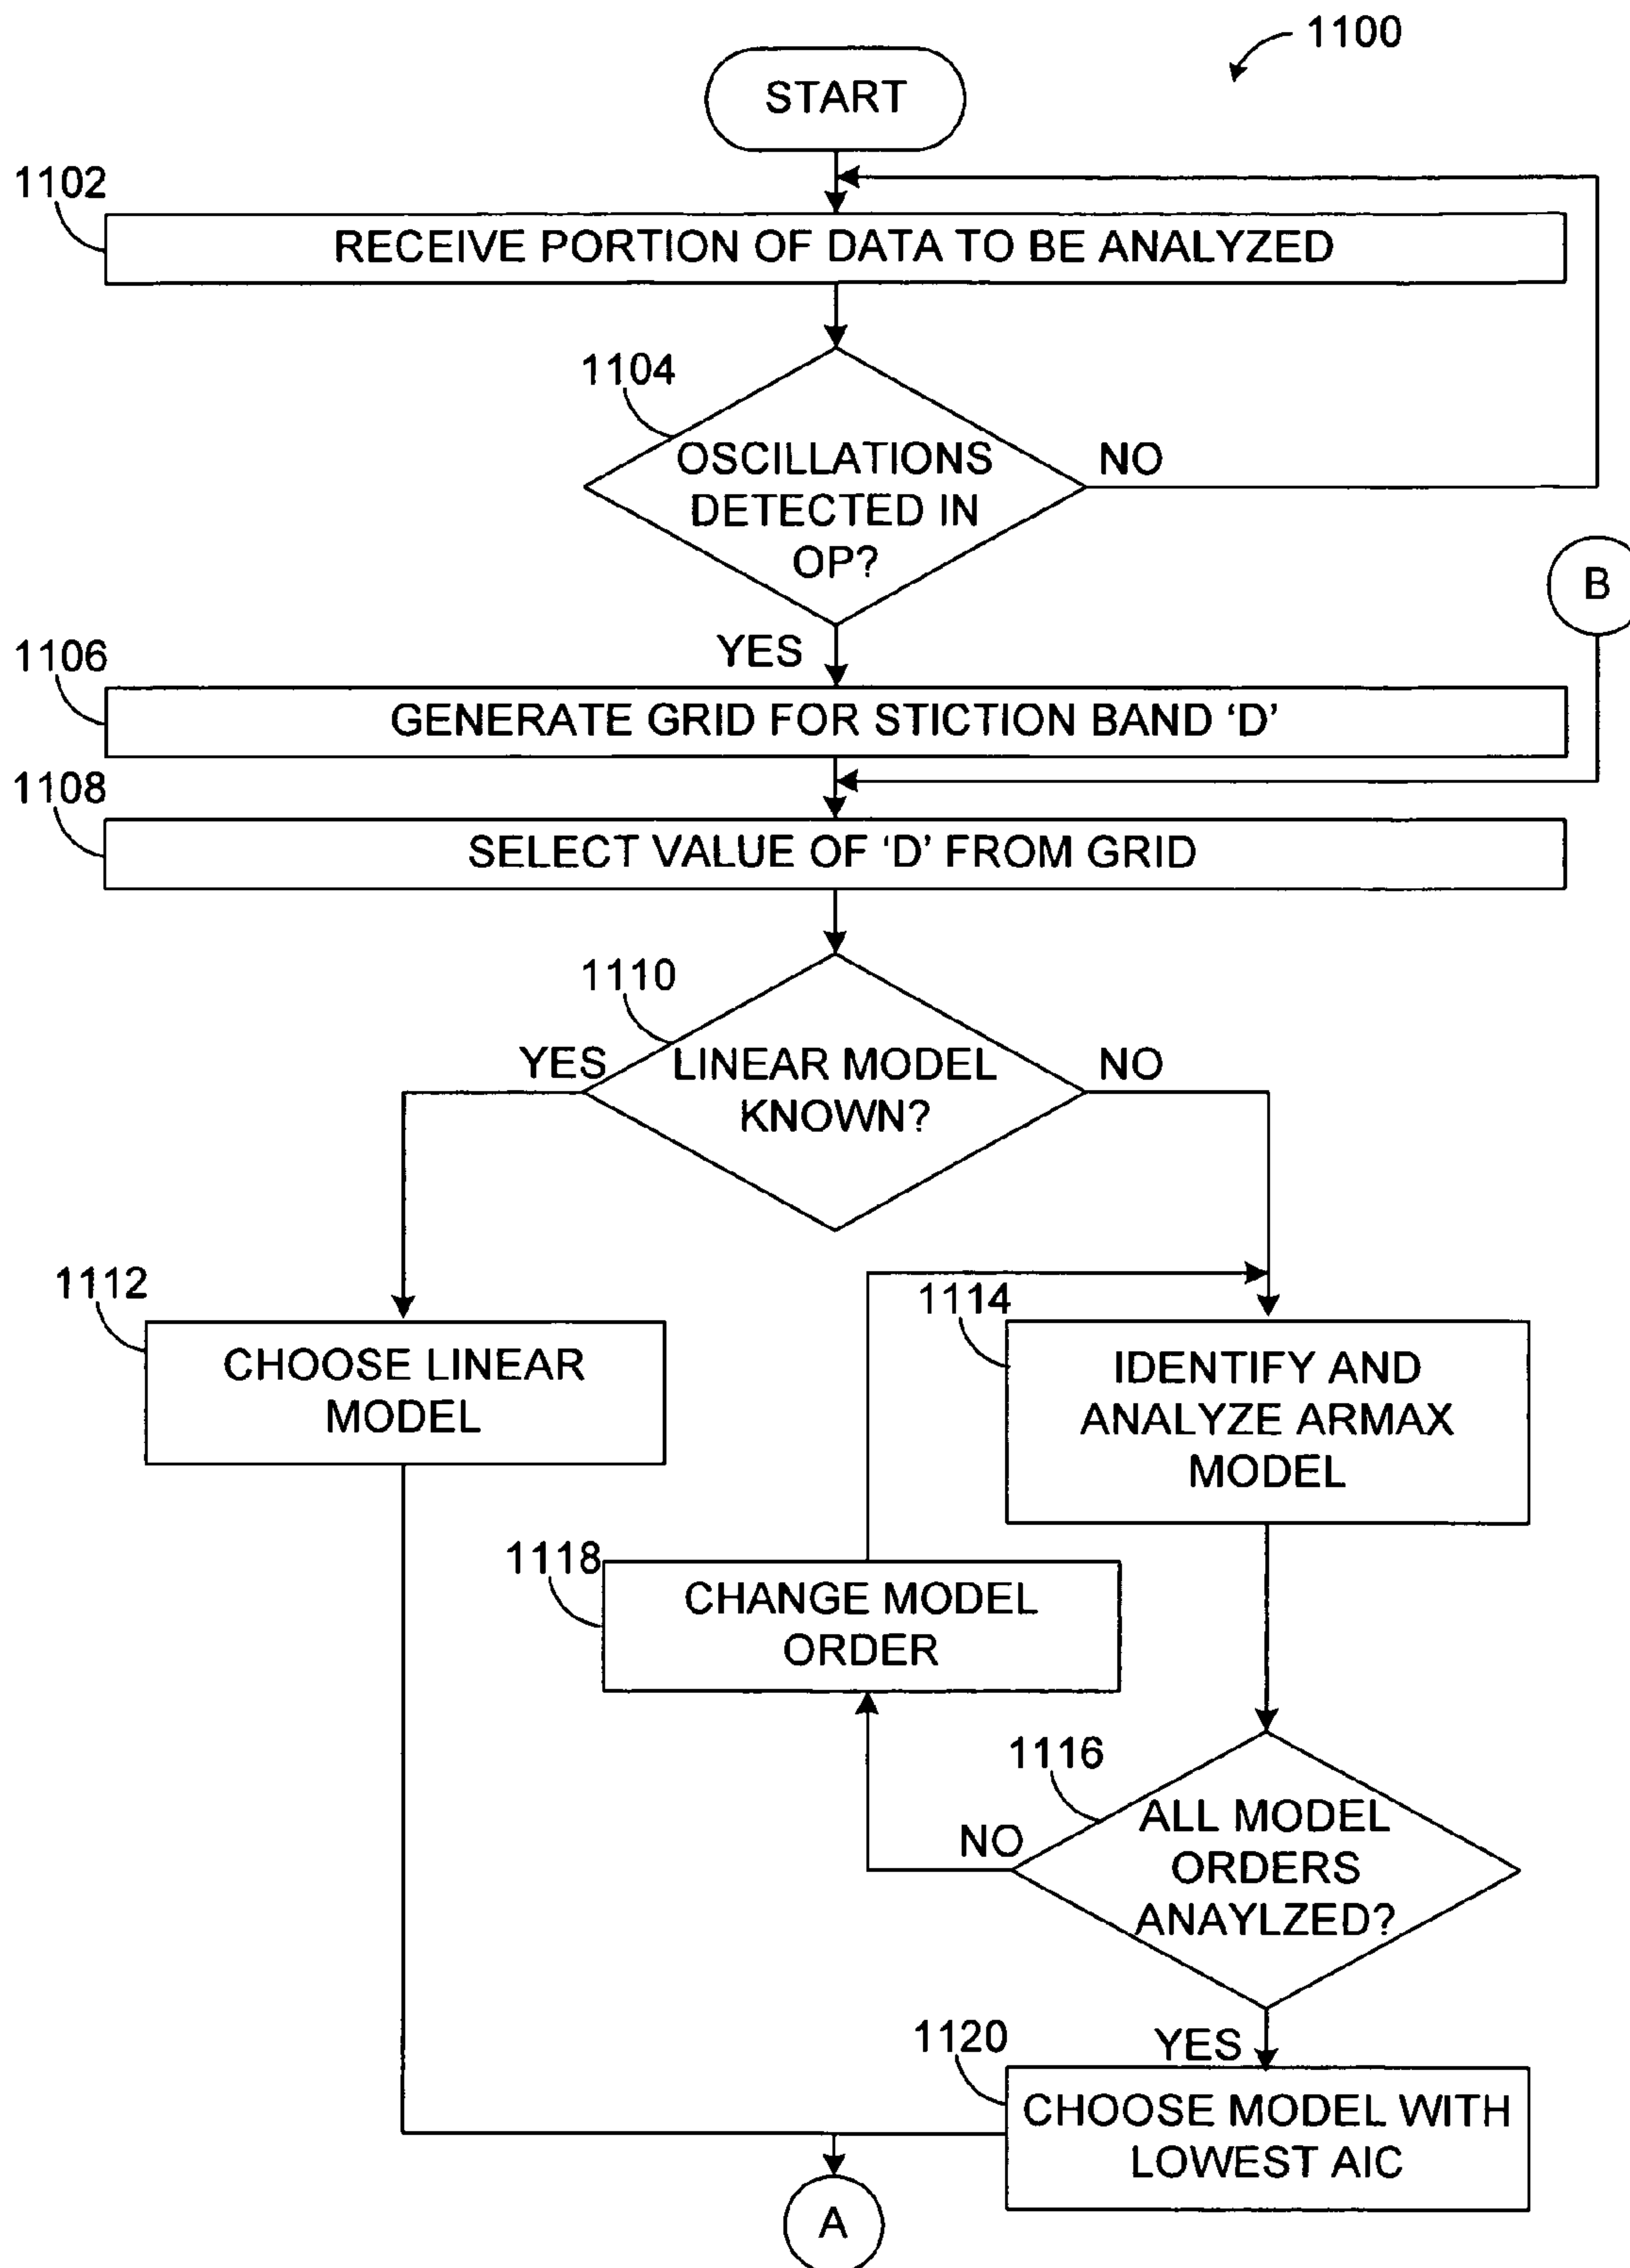 1100
START
1102
RECEIVE PORTION OF DATA TO BE ANALYZED
1104
OSCILLATIONS
DETECTED IN
OP?
NO
B
YES
1106
GENERATE GRID FOR STICTION BAND ‘D’
1108
SELECT VALUE OF ‘D’ FROM GRID
1110
YES
LINEAR MODEL
KNOWN?
NO
1112
CHOOSE LINEAR
MODEL
1114
IDENTIFY AND
ANALYZE ARMAX
MODEL
1118
CHANGE MODEL
ORDER
1116
NO
ALL MODEL
ORDERS
ANAYLZED?
YES
1120
CHOOSE MODEL WITH
LOWEST AIC
A